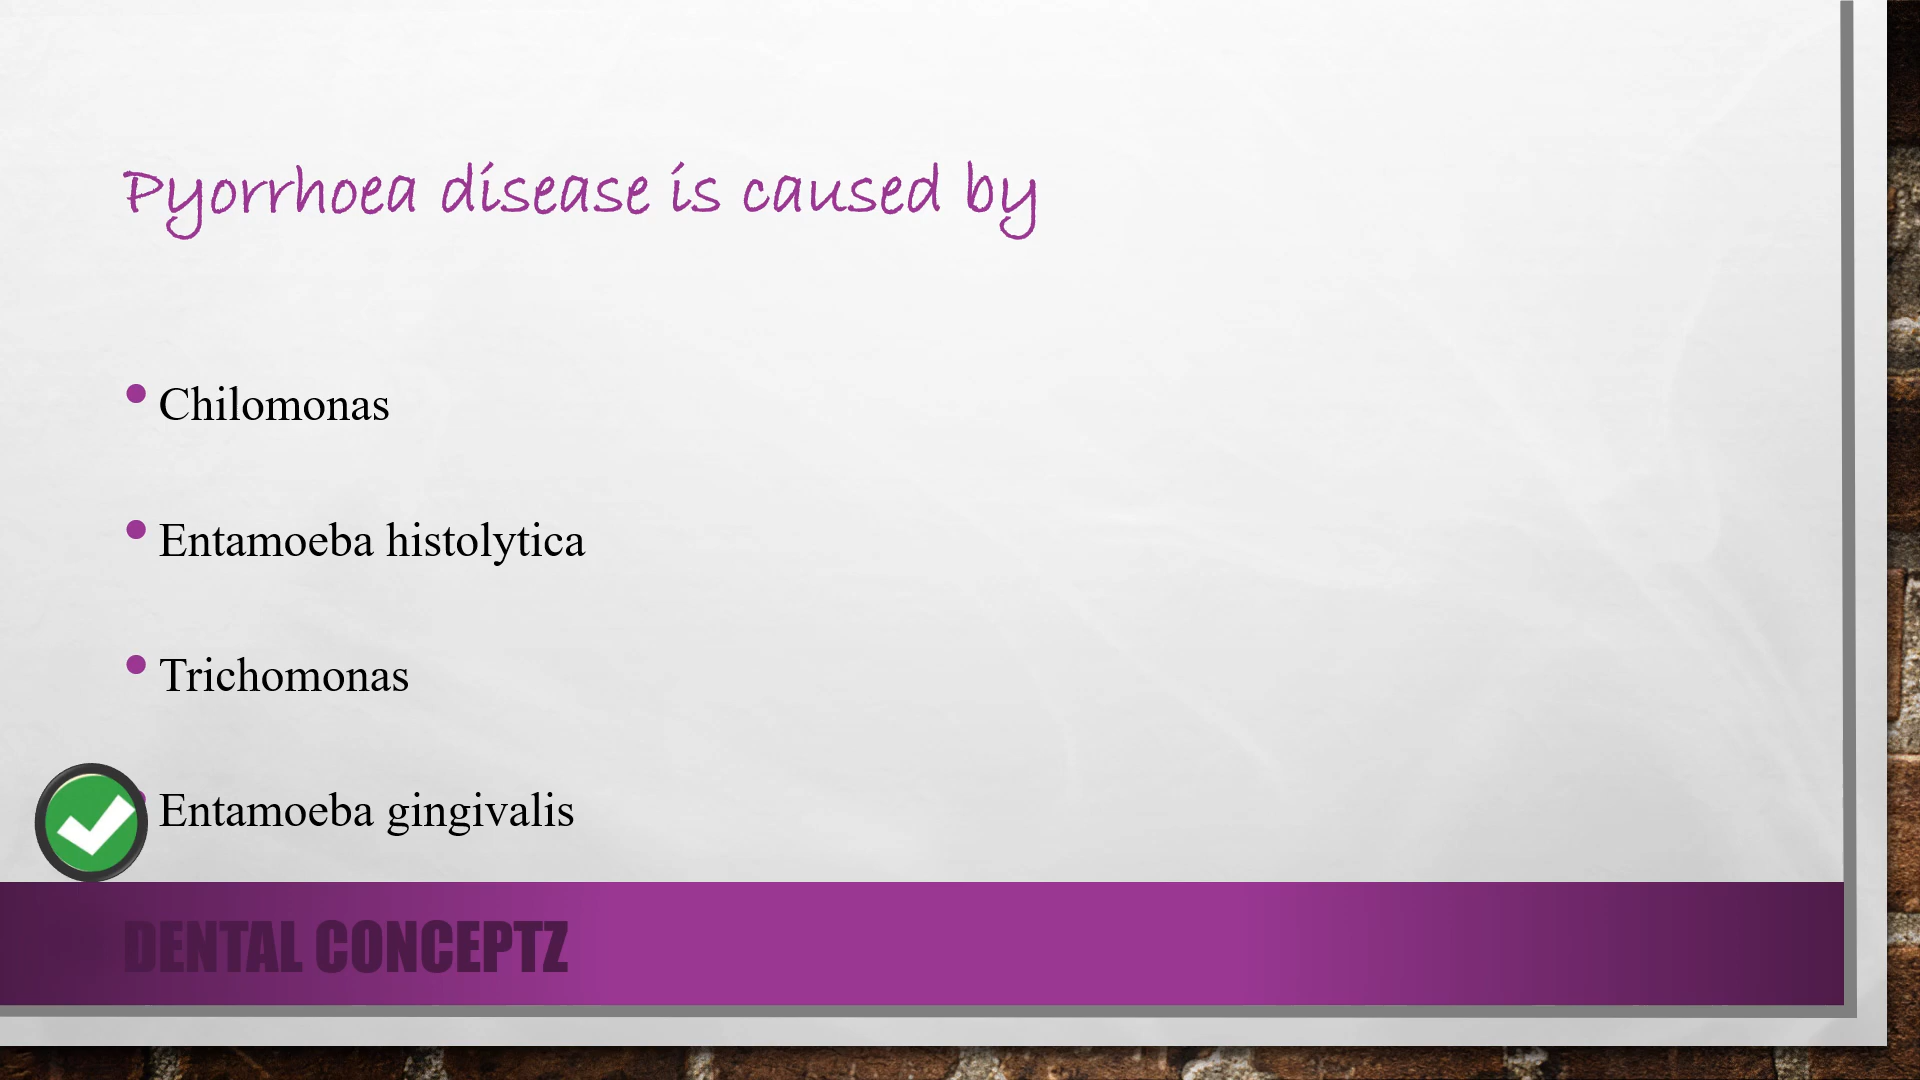 Pyorrhoea disease is caused by
• Chilomonas
• Entamoeba histolytica
• Trichomonas
• Entamoeba gingivalis
DENTAL CONCEPTZ